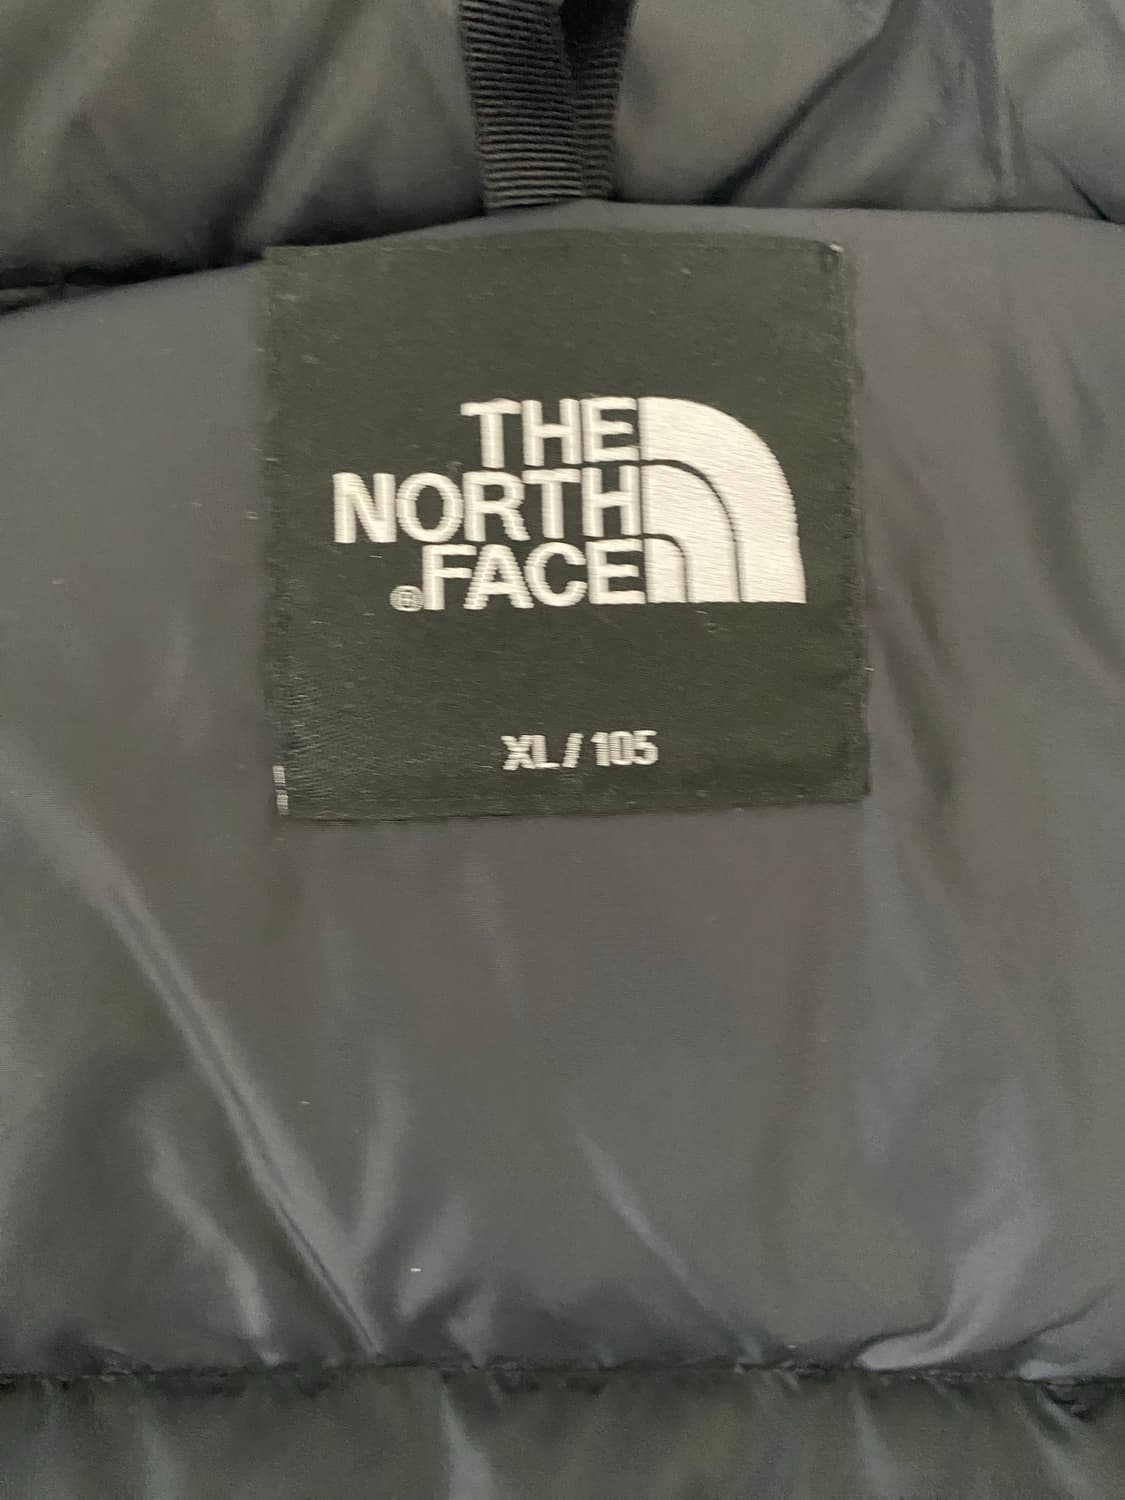 THE
NORTH
®FACE
XL/105